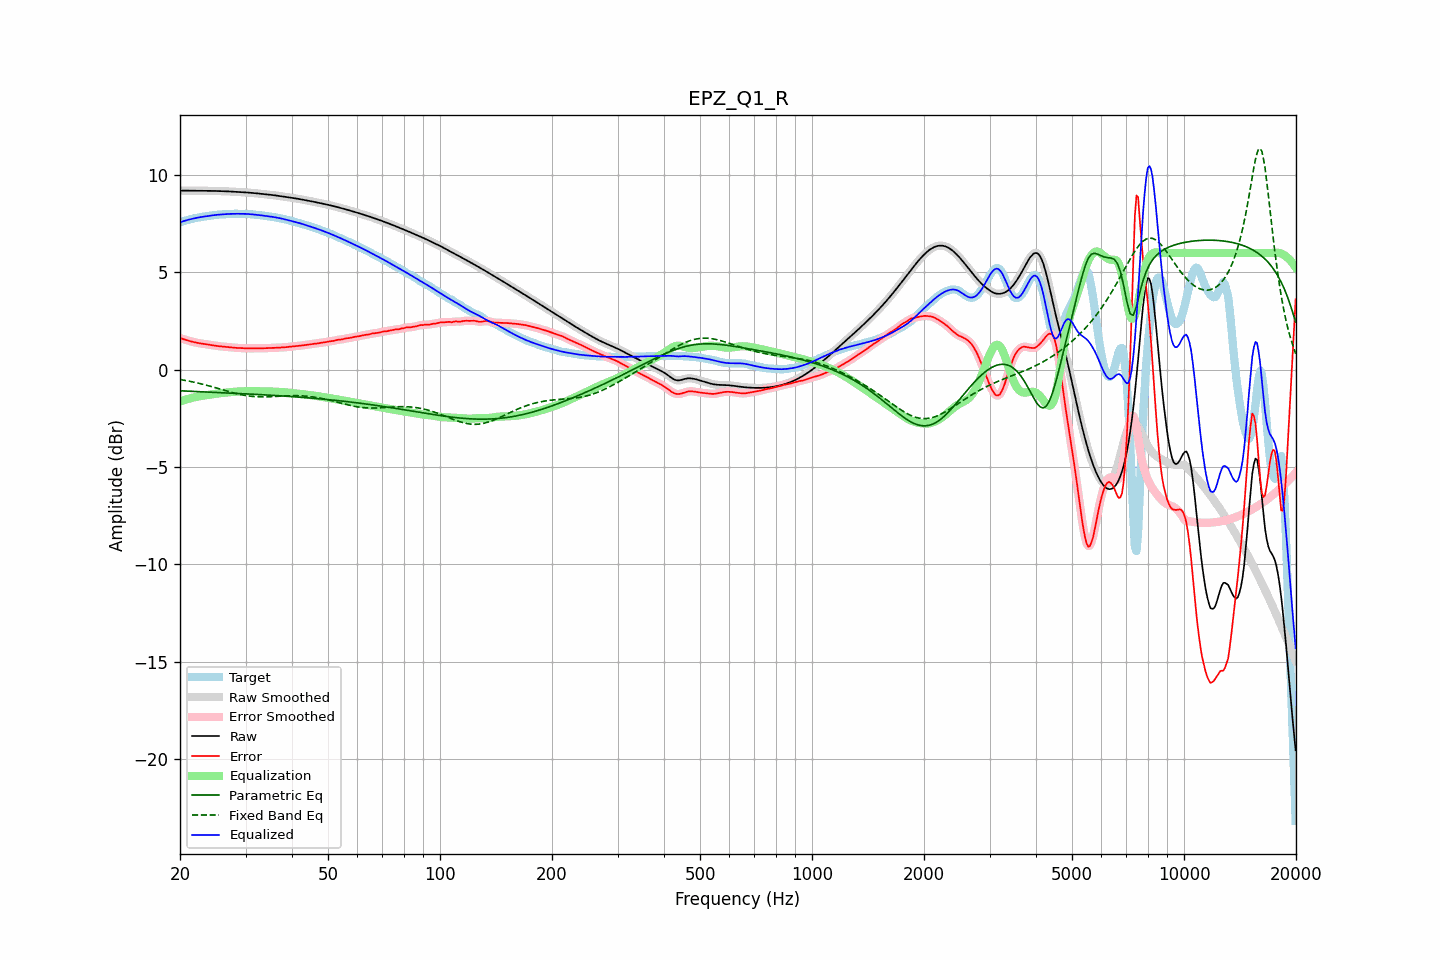 EPZ_Q1_R
Amplitude (dBr)
10
5
0
−5
−10
−15
−20
Target
Raw Smoothed
Error Smoothed
Raw
Error
Equalization
Parametric Eq
Fixed Band Eq
Equalized
20 50 100 200 500 1000 2000 5000 10000 20000
Frequency (Hz)